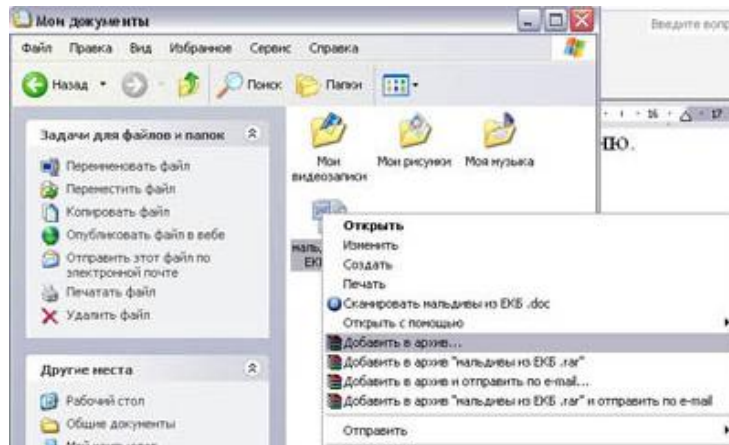 Мои документы
Введите вопр
Файл Правка Вид Избранное Сервис Справка
Назад Поиск Папки
16 17
Задачи для файлов и папок
Переименовать файл
Переместить файл
Копировать файл
Опубликовать файл в вебе
Отправить этот файл по
электронной почте
Печатать файл
Удалить файл
Другие места
Рабочий стол
Общие документы
Мои
видеозаписи
Мои рисунки
Моя музыка
ию.
Открыть
Изменить
Создать
Печать
Сканировать мальдивы из ЕКБ .doc
Открыть с помощью
Добавить в архив...
Добавить в архив "мальдивы из ЕКБ .rar"
Добавить в архив и отправить по e-mail...
Добавить в архив "мальдивы из ЕКБ .rar" и отправить по e-mail
Отправить